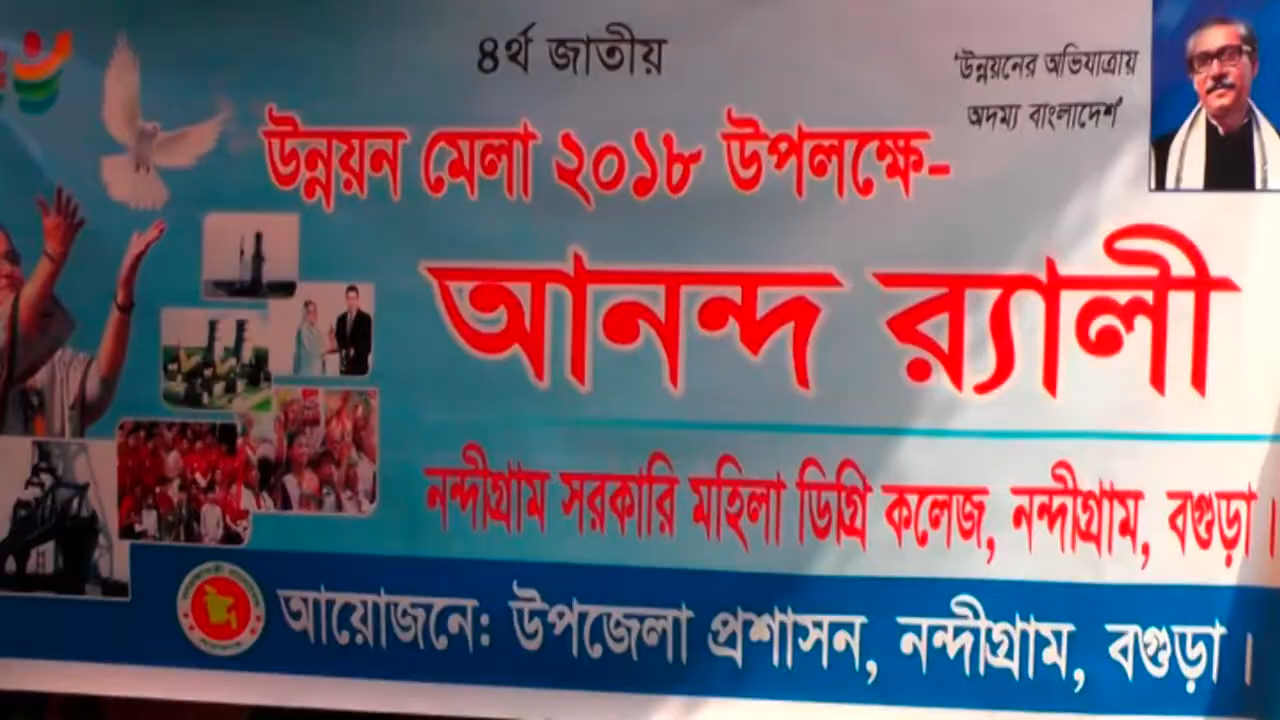 ৪র্থ জাতীয়
'উন্নয়নের অভিযাত্রায়
অদম্য বাংলাদেশ'
উন্নয়ন মেলা ২০১৮ উপলক্ষে-
আনন্দ র‍্যালী
নন্দীগ্রাম সরকারি মহিলা ডিগ্রি কলেজ, নন্দীগ্রাম, বগুড়া।
আয়োজনে: উপজেলা প্রশাসন, নন্দীগ্রাম, বগুড়া।